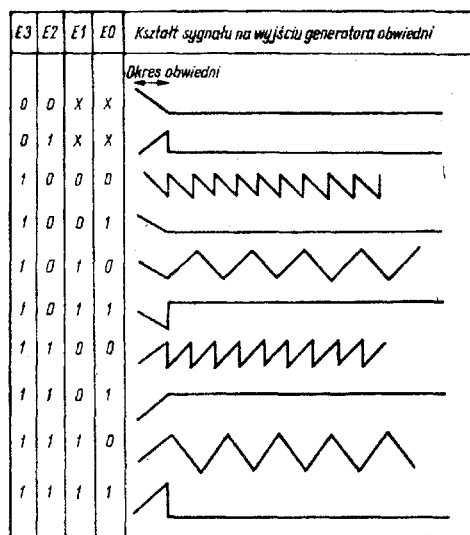 E3 E2 E1 E0 Kształt sygnału na wyjściu generatora obwiedni
Okres obwiedni
0 0 X X
0 1 X X
1 0 0 0
1 0 0 1
1 0 1 0
1 0 1 1
1 1 0 0
1 1 0 1
1 1 1 0
1 1 1 1